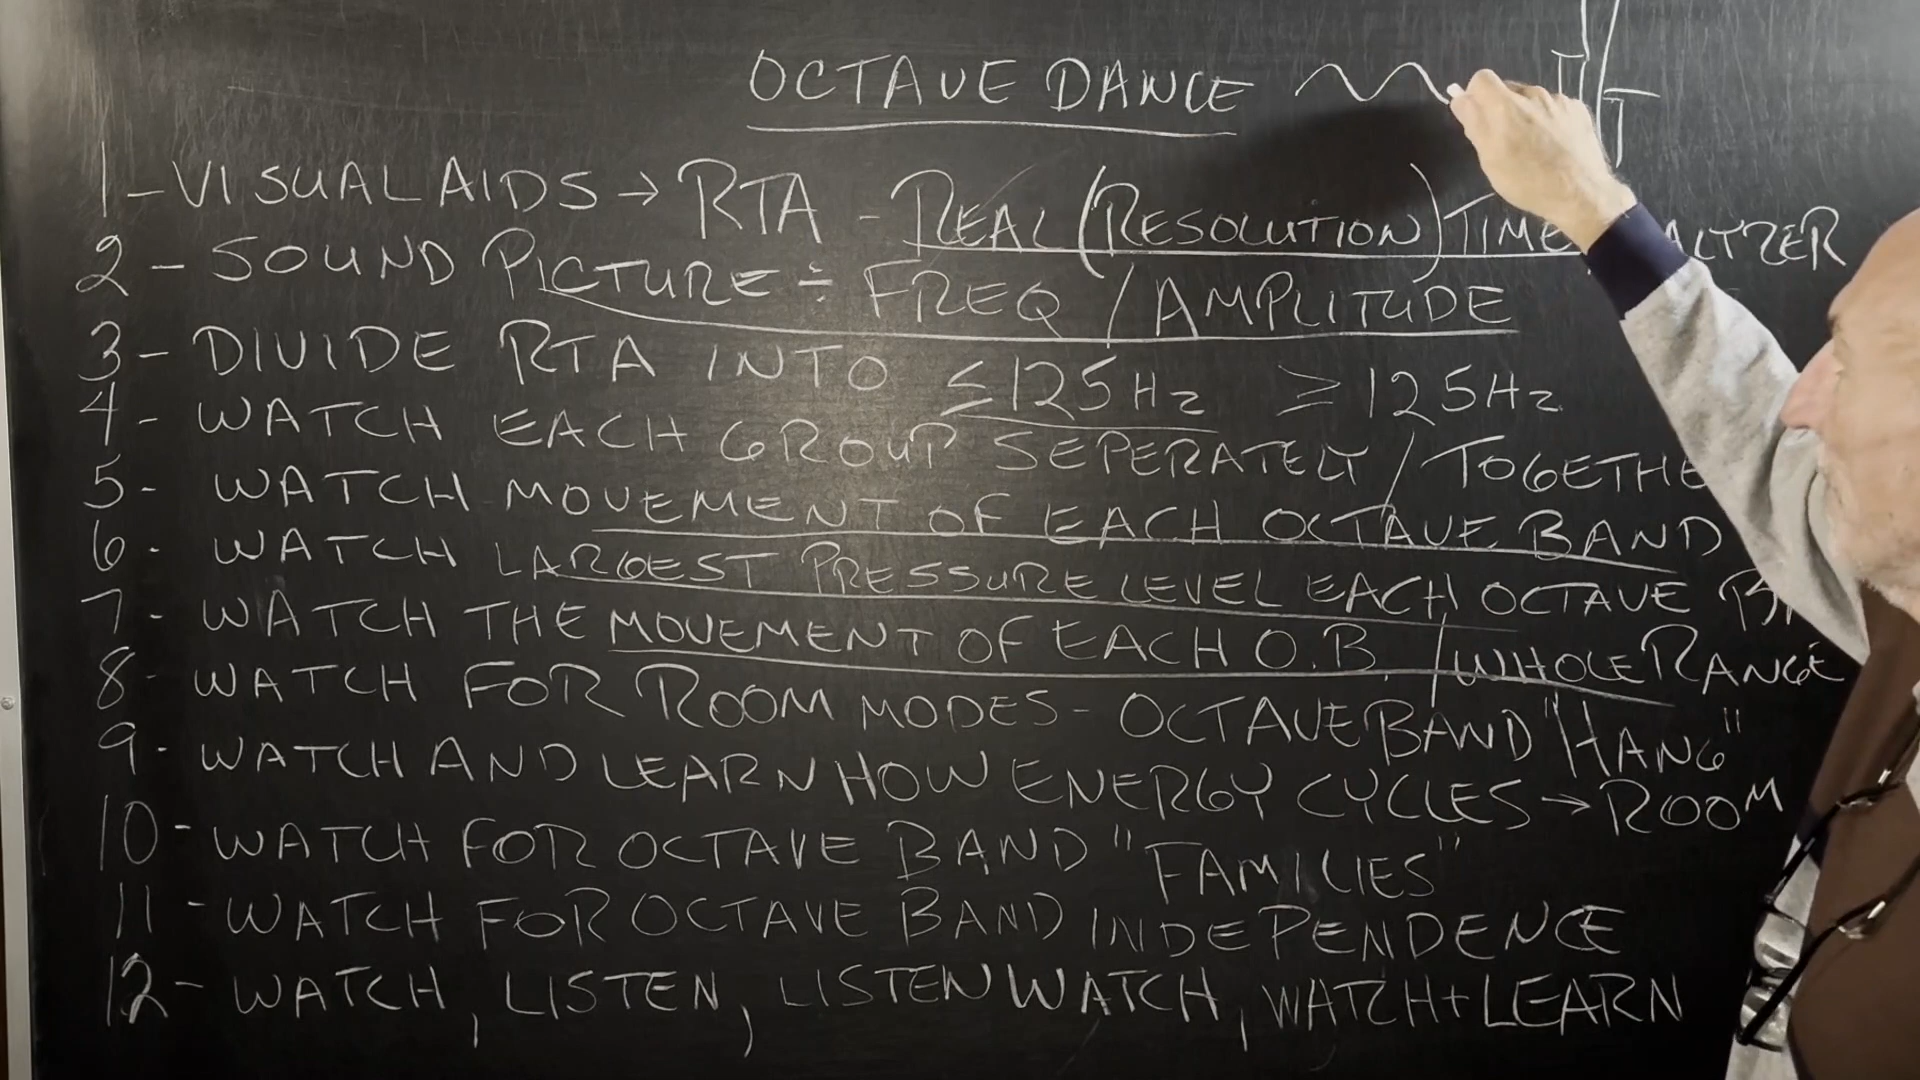 OCTAVE DANCE
1 - VISUAL AIDS → RTA - REAL (RESOLUTION) TIME
2 - SOUND PICTURE ÷ FREQ / AMPLITUDE
3 - DIVIDE RTA INTO ≤125Hz ≥125Hz
4 - WATCH EACH GROUP SEPERATELY / TOGETHE
5 - WATCH MOVEMENT OF EACH OCTAVE BAND
6 - WATCH LARGEST PRESSURE LEVEL EACH OCTAVE
7 - WATCH THE MOVEMENT OF EACH O.B. / WHOLE RANGE
8 - WATCH FOR ROOM MODES - OCTAVE BAND "HANG"
9 - WATCH AND LEARN HOW ENERGY CYCLES → ROOM
10 - WATCH FOR OCTAVE BAND "FAMILIES"
11 - WATCH FOR OCTAVE BAND INDEPENDENCE
12 - WATCH, LISTEN, LISTEN WATCH, WATCH + LEARN